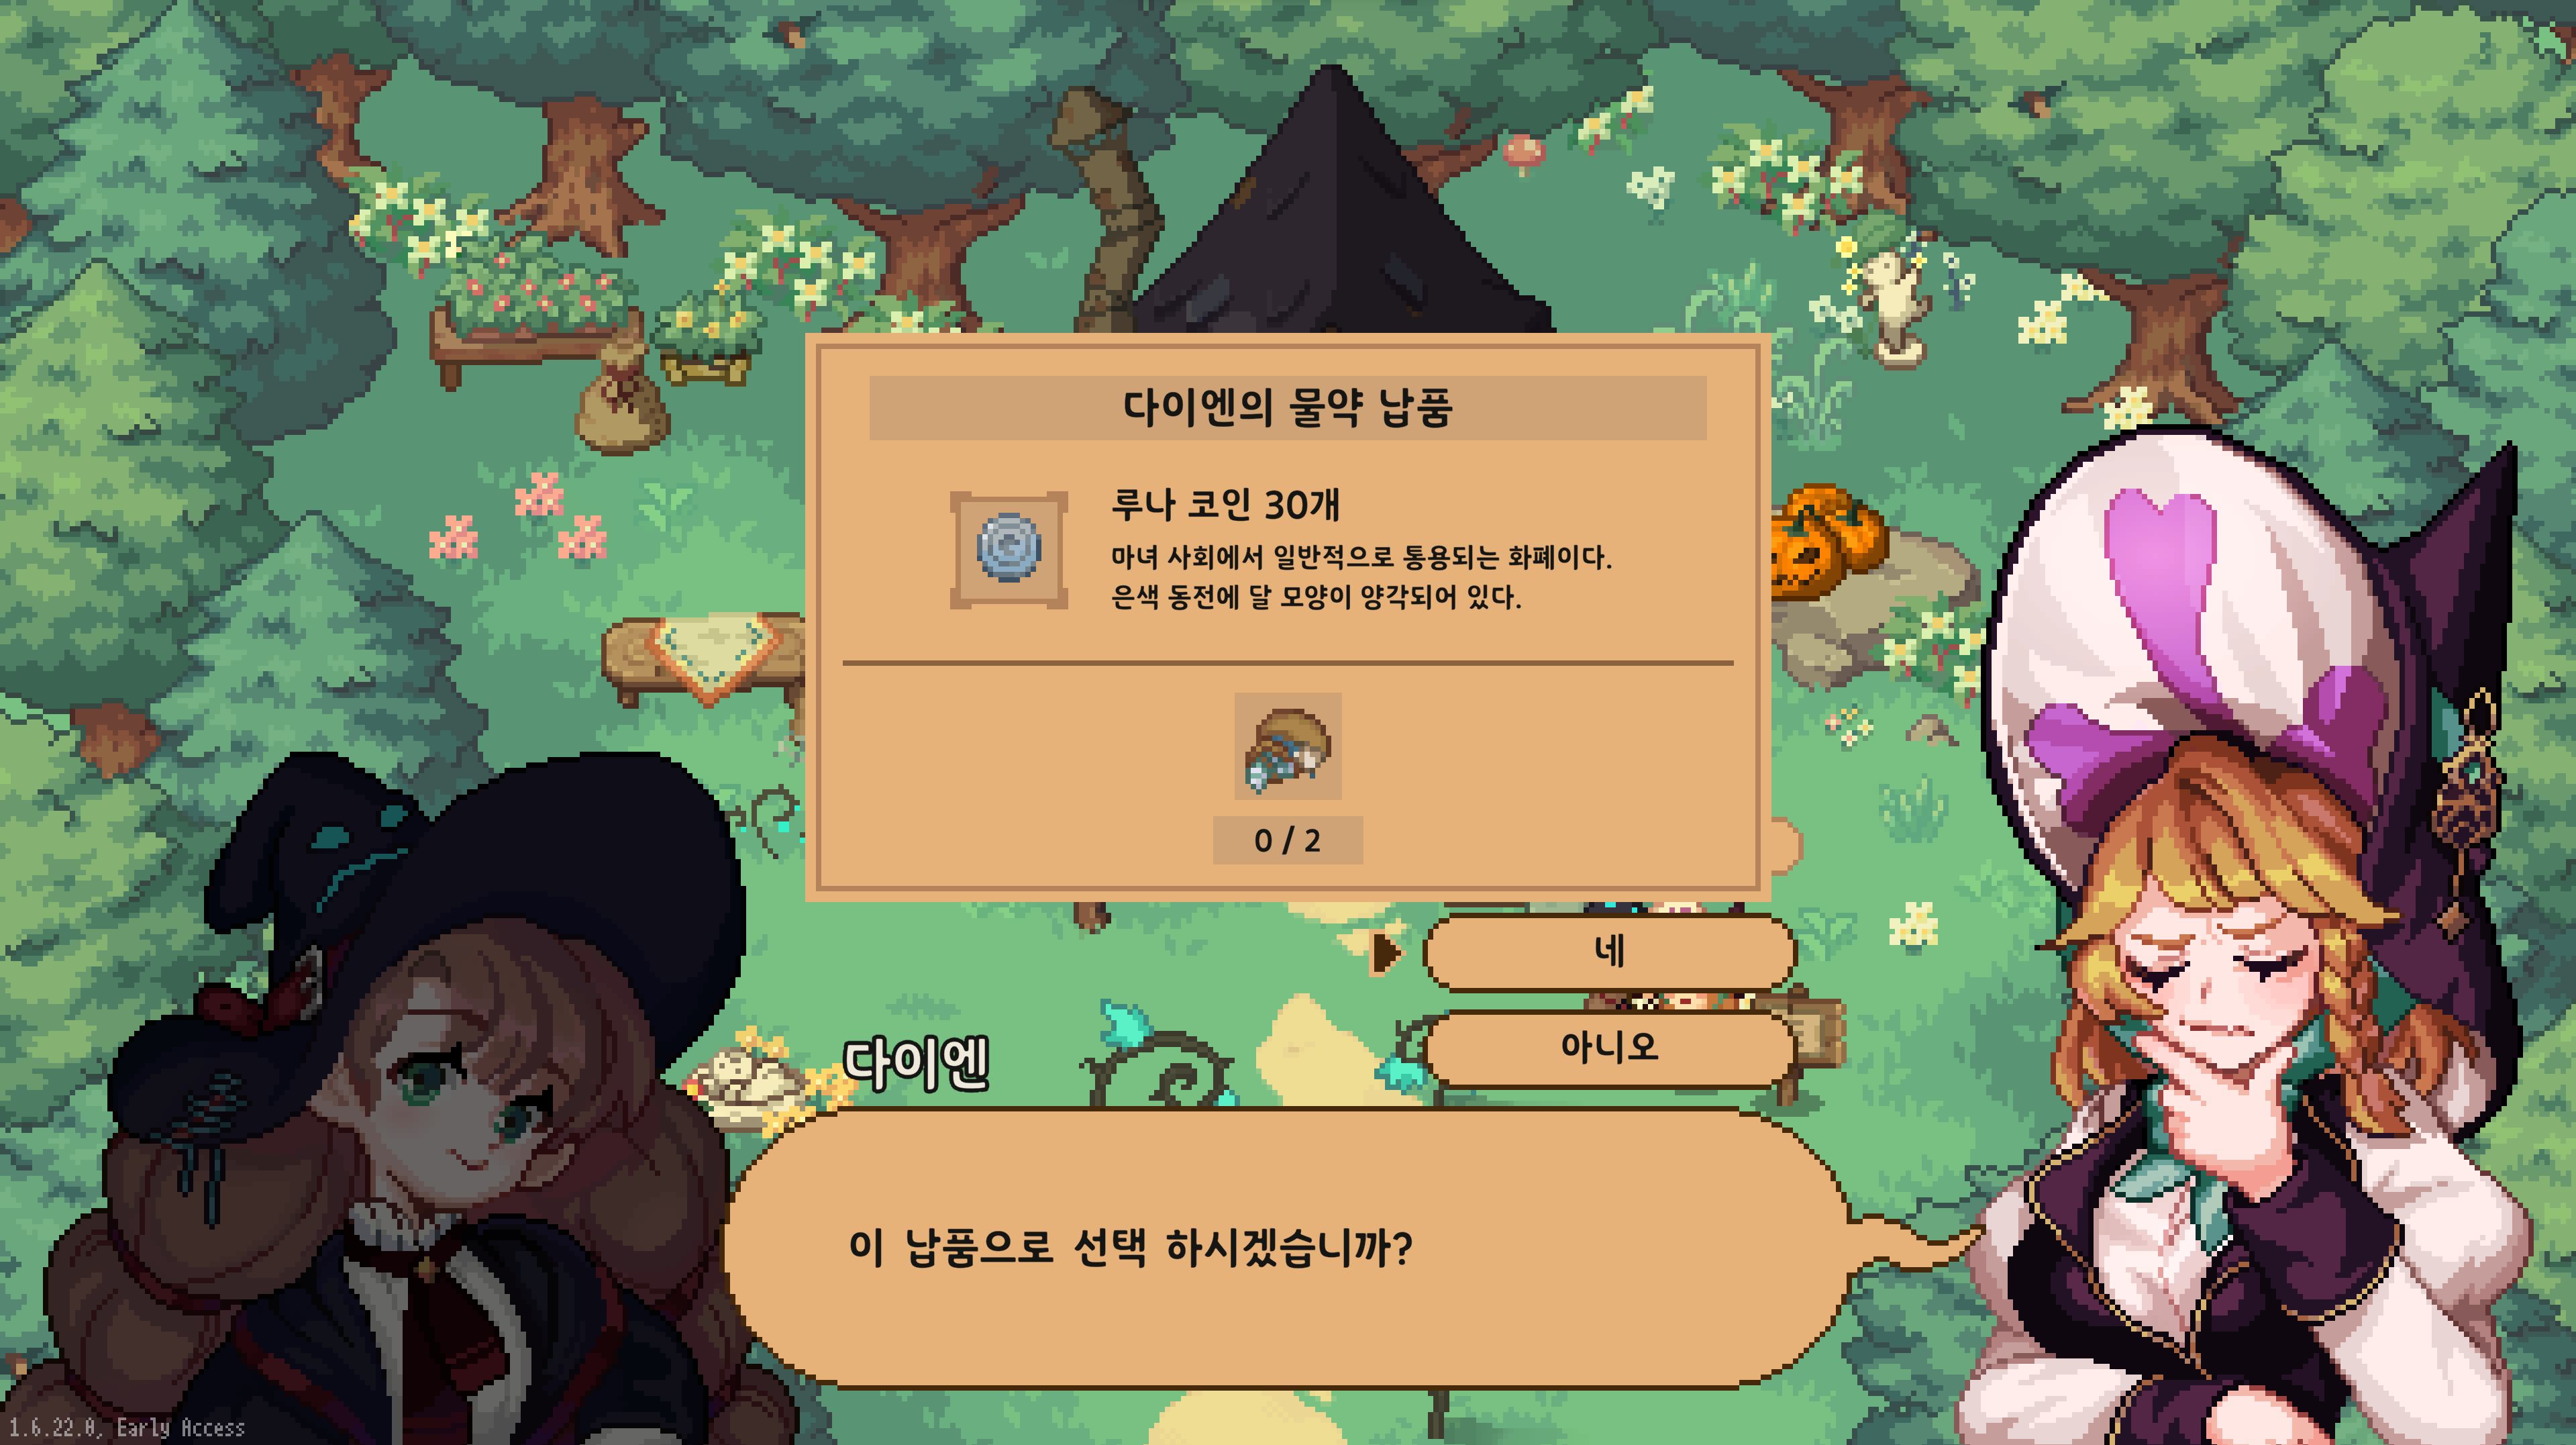 다이엔의 물약 납품
루나 코인 30개
마녀 사회에서 일반적으로 통용되는 화폐이다.
은색 동전에 달 모양이 양각되어 있다.
0 / 2
네
아니오
다이엔
이 납품으로 선택 하시겠습니까?
1.6.22.0, Early Access